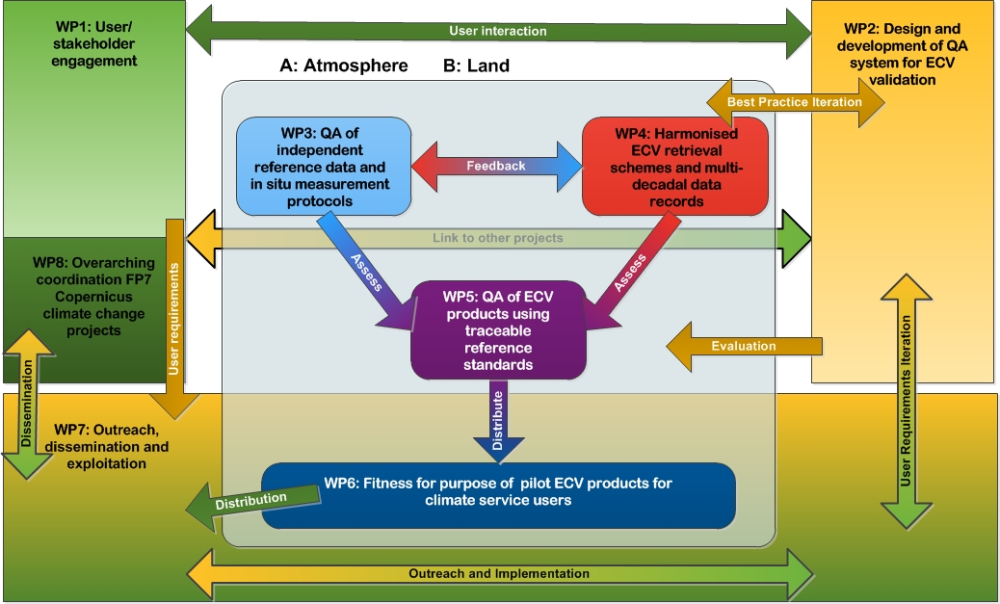 WP1: User/
stakeholder
engagement
User interaction
WP2: Design and
development of QA
system for ECV
validation
A: Atmosphere B: Land
Best Practice Iteration
WP3: QA of
independent
reference data and
in situ measurement
protocols
Feedback
WP4: Harmonised
ECV retrieval
schemes and multi-
decadal data
records
Link to other projects
WP8: Overarching
coordination FP7
Copernicus
climate change
projects
User requirements
Assess
Assess
WP5: QA of ECV
products using
traceable
reference
standards
Evaluation
User Requirements Iteration
Dissemination
Distribute
WP7: Outreach,
dissemination and
exploitation
WP6: Fitness for purpose of pilot ECV products for
climate service users
Distribution
Outreach and Implementation